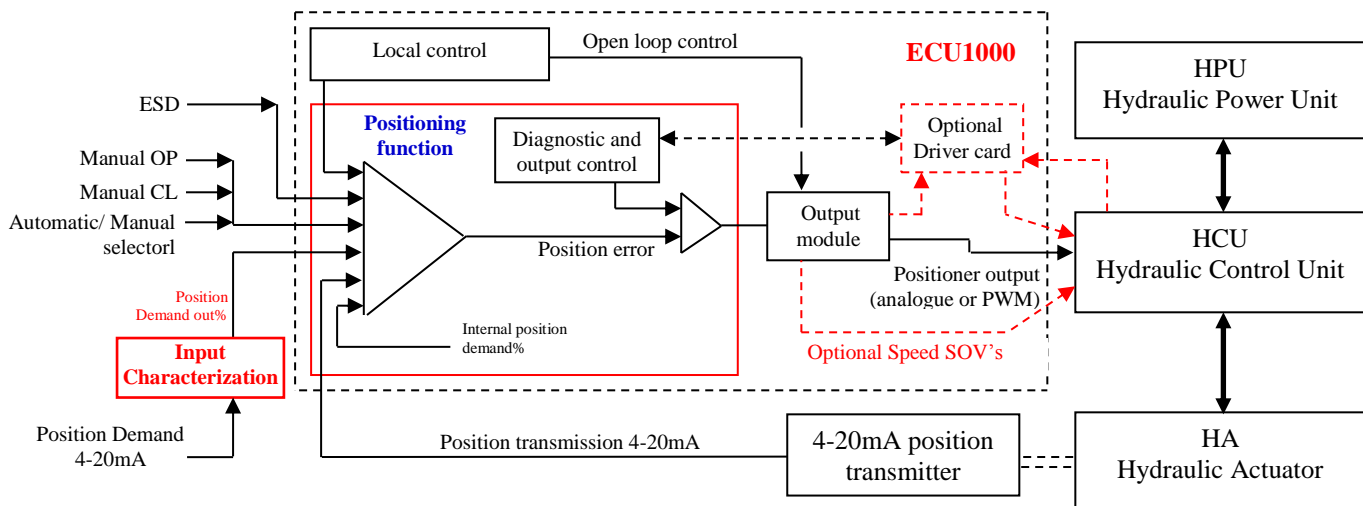 Local control
Open loop control
ECU1000
HPU
Hydraulic Power Unit
ESD
Positioning
function
Diagnostic and
output control
Optional
Driver card
Manual OP
Manual CL
Automatic/ Manual
selectorl
Output
module
HCU
Hydraulic Control Unit
Position error
Positioner output
(analogue or PWM)
Position
Demand out%
Internal position
demand%
Optional Speed SOV's
Input
Characterization
Position Demand
4-20mA
Position transmission 4-20mA
4-20mA position
transmitter
HA
Hydraulic Actuator